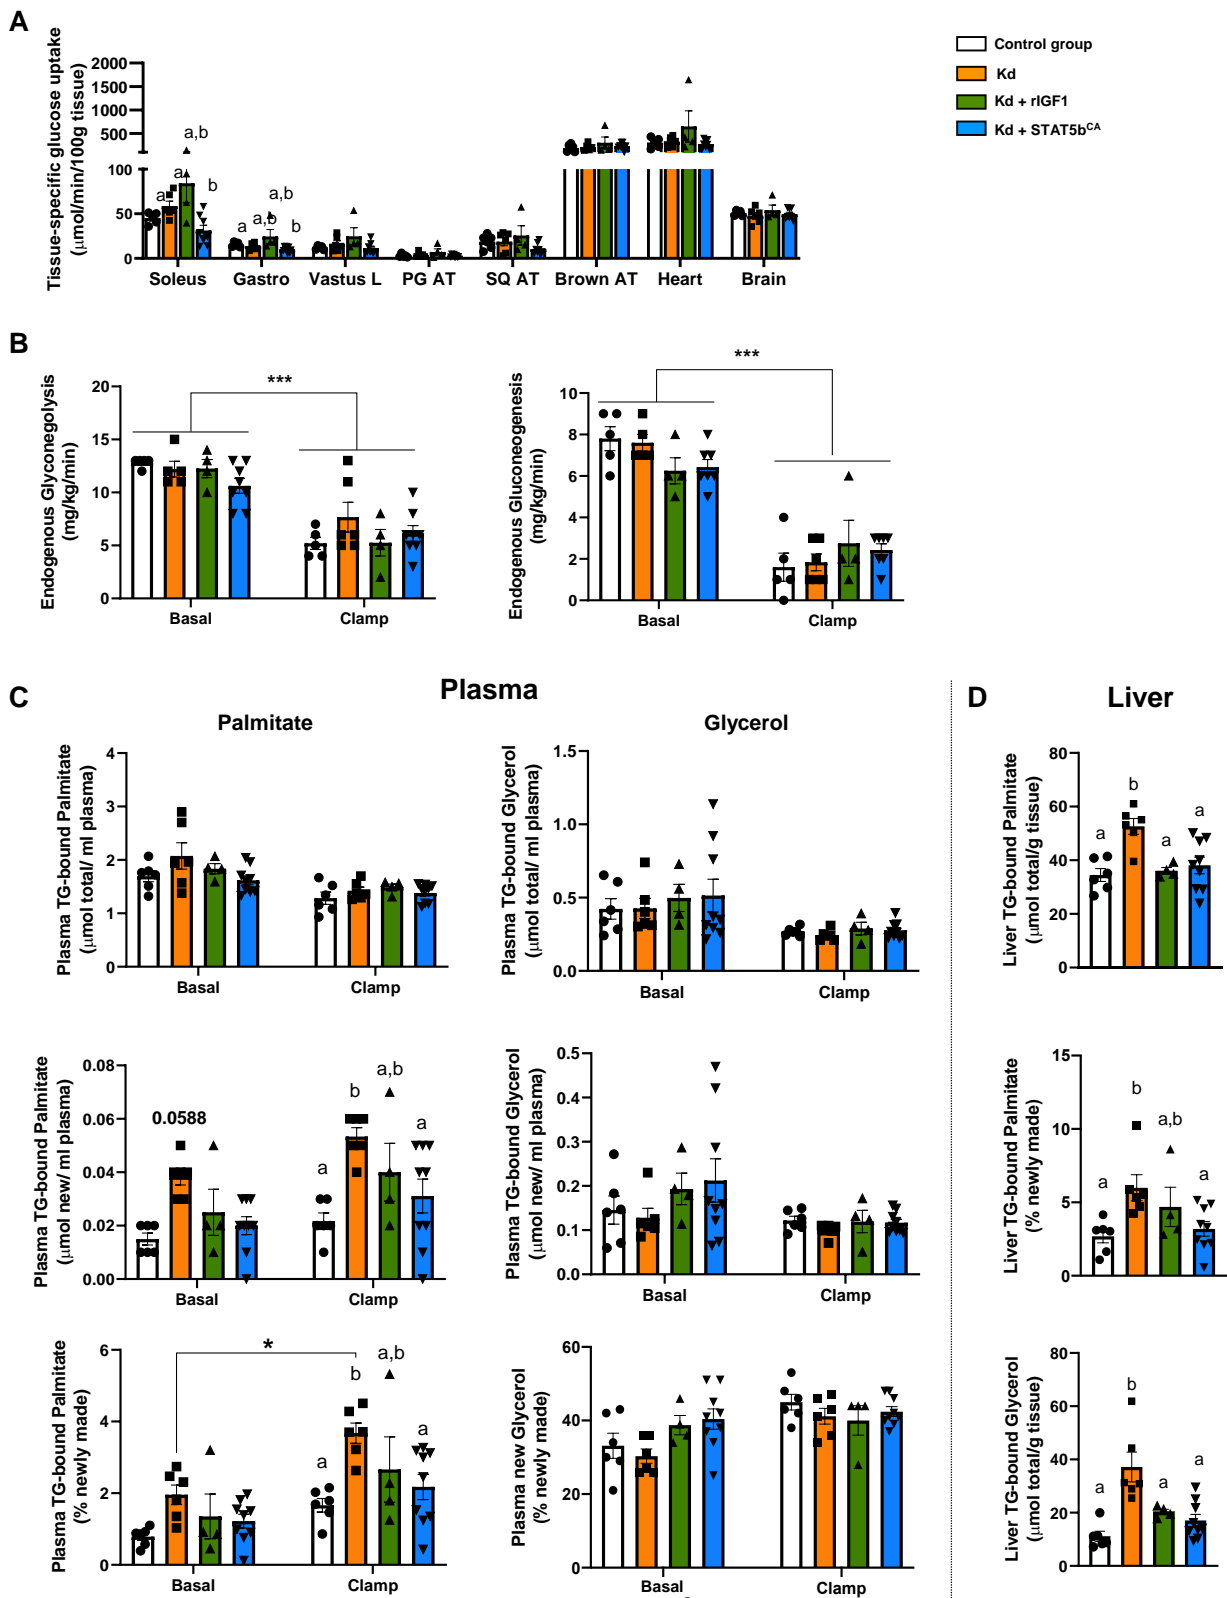 A
Tissue-specific glucose uptake
(μmol/min/100g tissue)
2000
1500
1000
500
100
50
0
a
a
a,b
b
a
a,b
a,b
b
Soleus
Gastro
Vastus L
PG AT
SQ AT
Brown AT
Heart
Brain
Control group
Kd
Kd + rIGF1
Kd + STAT5bCA
B
Endogenous Glyconegolysis
(mg/kg/min)
20
15
10
5
0
***
Basal
Clamp
Endogenous Gluconeogenesis
(mg/kg/min)
10
8
6
4
2
0
***
Basal
Clamp
C
Plasma
Palmitate
Glycerol
Plasma TG-bound Palmitate
(μmol total/ ml plasma)
4
3
2
1
0
Basal
Clamp
Plasma TG-bound Glycerol
(μmol total/ ml plasma)
1.5
1.0
0.5
0.0
Basal
Clamp
Plasma TG-bound Palmitate
(μmol new/ ml plasma)
0.08
0.06
0.04
0.02
0.00
0.0588
a
b
a,b
a
Basal
Clamp
Plasma TG-bound Glycerol
(μmol new/ ml plasma)
0.5
0.4
0.3
0.2
0.1
0.0
Basal
Clamp
Plasma TG-bound Palmitate
(% newly made)
6
4
2
0
*
a
b
a,b
a
Basal
Clamp
Plasma new Glycerol
(% newly made)
60
40
20
0
Basal
Clamp
D
Liver
Liver TG-bound Palmitate
(μmol total/g tissue)
80
60
40
20
0
a
b
a
a
Liver TG-bound Palmitate
(% newly made)
15
10
5
0
a
b
a,b
a
Liver TG-bound Glycerol
(μmol total/g tissue)
80
60
40
20
0
a
b
a
a